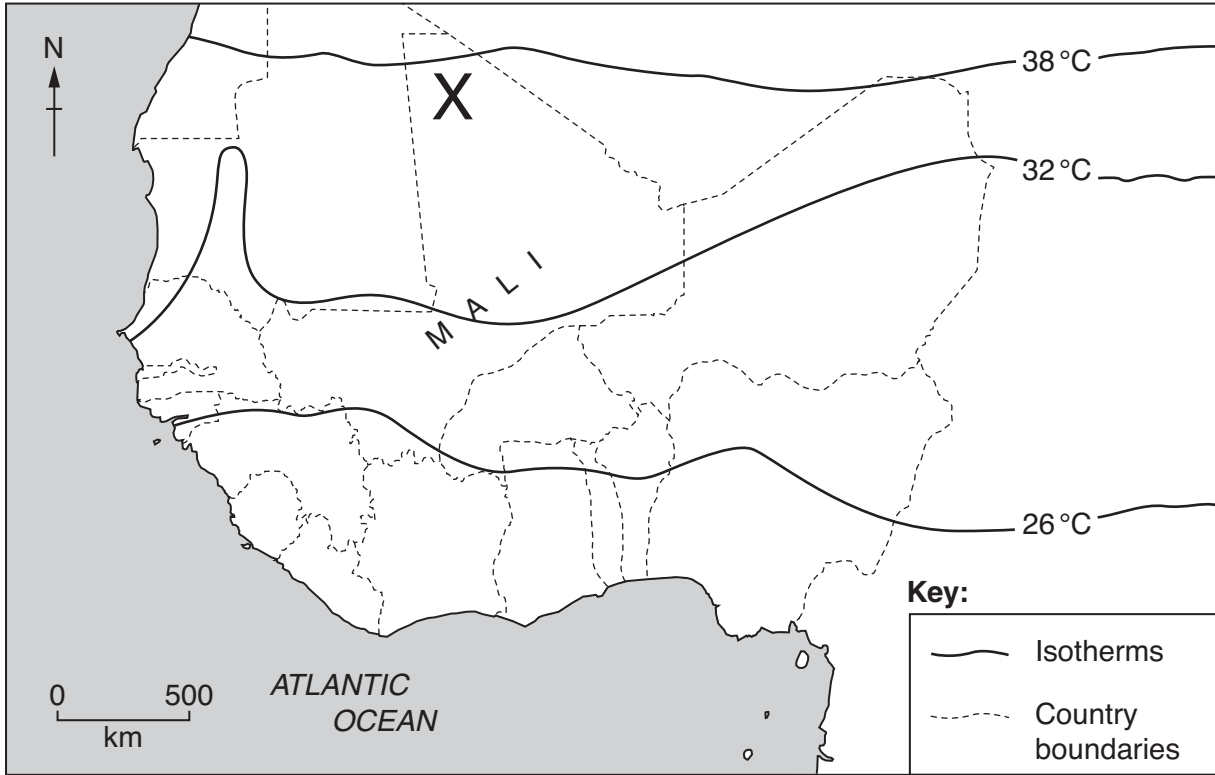 N
38 °C
X
32 °C
MALI
26 °C
Key:
Isotherms
Country
boundaries
0 500
km
ATLANTIC
OCEAN